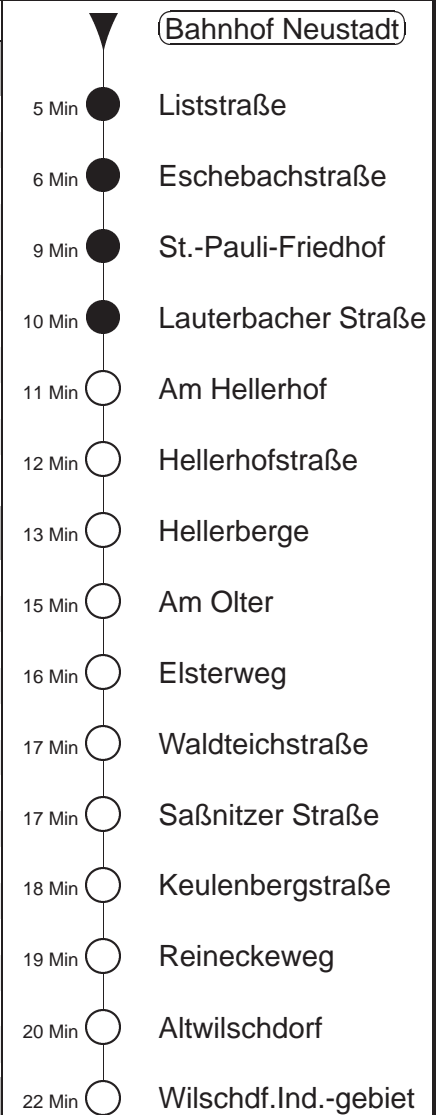 Bahnhof Neustadt
5 Min Liststraße
6 Min Eschebachstraße
9 Min St.-Pauli-Friedhof
10 Min Lauterbacher Straße
11 Min Am Hellerhof
12 Min Hellerhofstraße
13 Min Hellerberge
15 Min Am Olter
16 Min Elsterweg
17 Min Waldteichstraße
17 Min Saßnitzer Straße
18 Min Keulenbergstraße
19 Min Reineckeweg
20 Min Altwilschdorf
22 Min Wilschdf.Ind.-gebiet